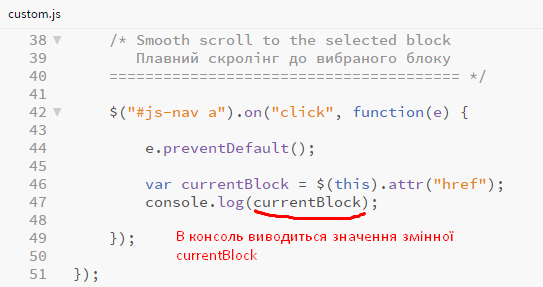 custom.js
38 /* Smooth scroll to the selected block
39 Плавний скролінг до вибраного блоку
40 ======================================= */
41
42 $("#js-nav a").on("click", function(e) {
43
44 e.preventDefault();
45
46 var currentBlock = $(this).attr("href");
47 console.log(currentBlock);
48
49 });
50
51 });
В консоль виводиться значення змінної
currentBlock